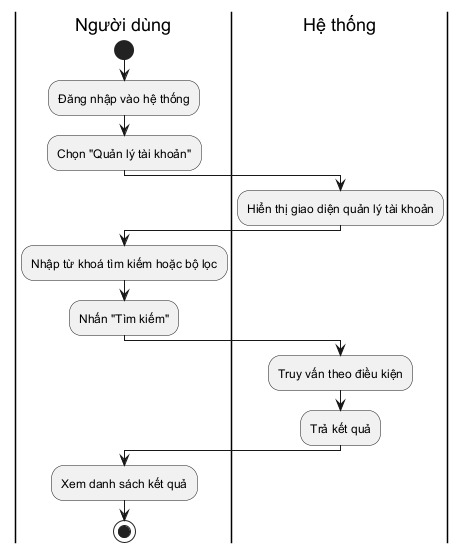 Người dùng
Hệ thống
Đăng nhập vào hệ thống
Chọn "Quản lý tài khoản"
Hiển thị giao diện quản lý tài khoản
Nhập từ khoá tìm kiếm hoặc bộ lọc
Nhấn "Tìm kiếm"
Truy vấn theo điều kiện
Trả kết quả
Xem danh sách kết quả